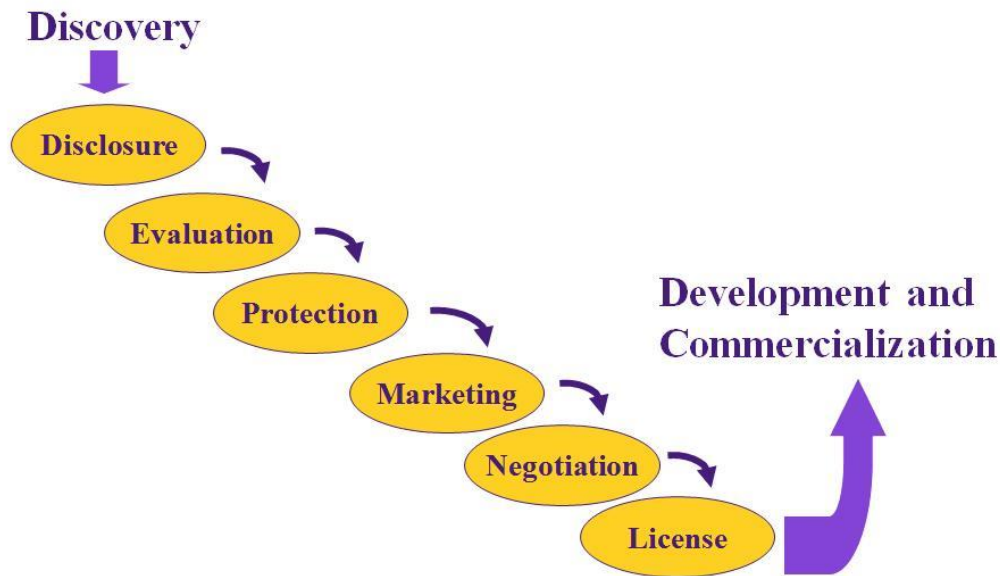 Discovery
Disclosure
Evaluation
Protection
Marketing
Negotiation
License
Development and
Commercialization